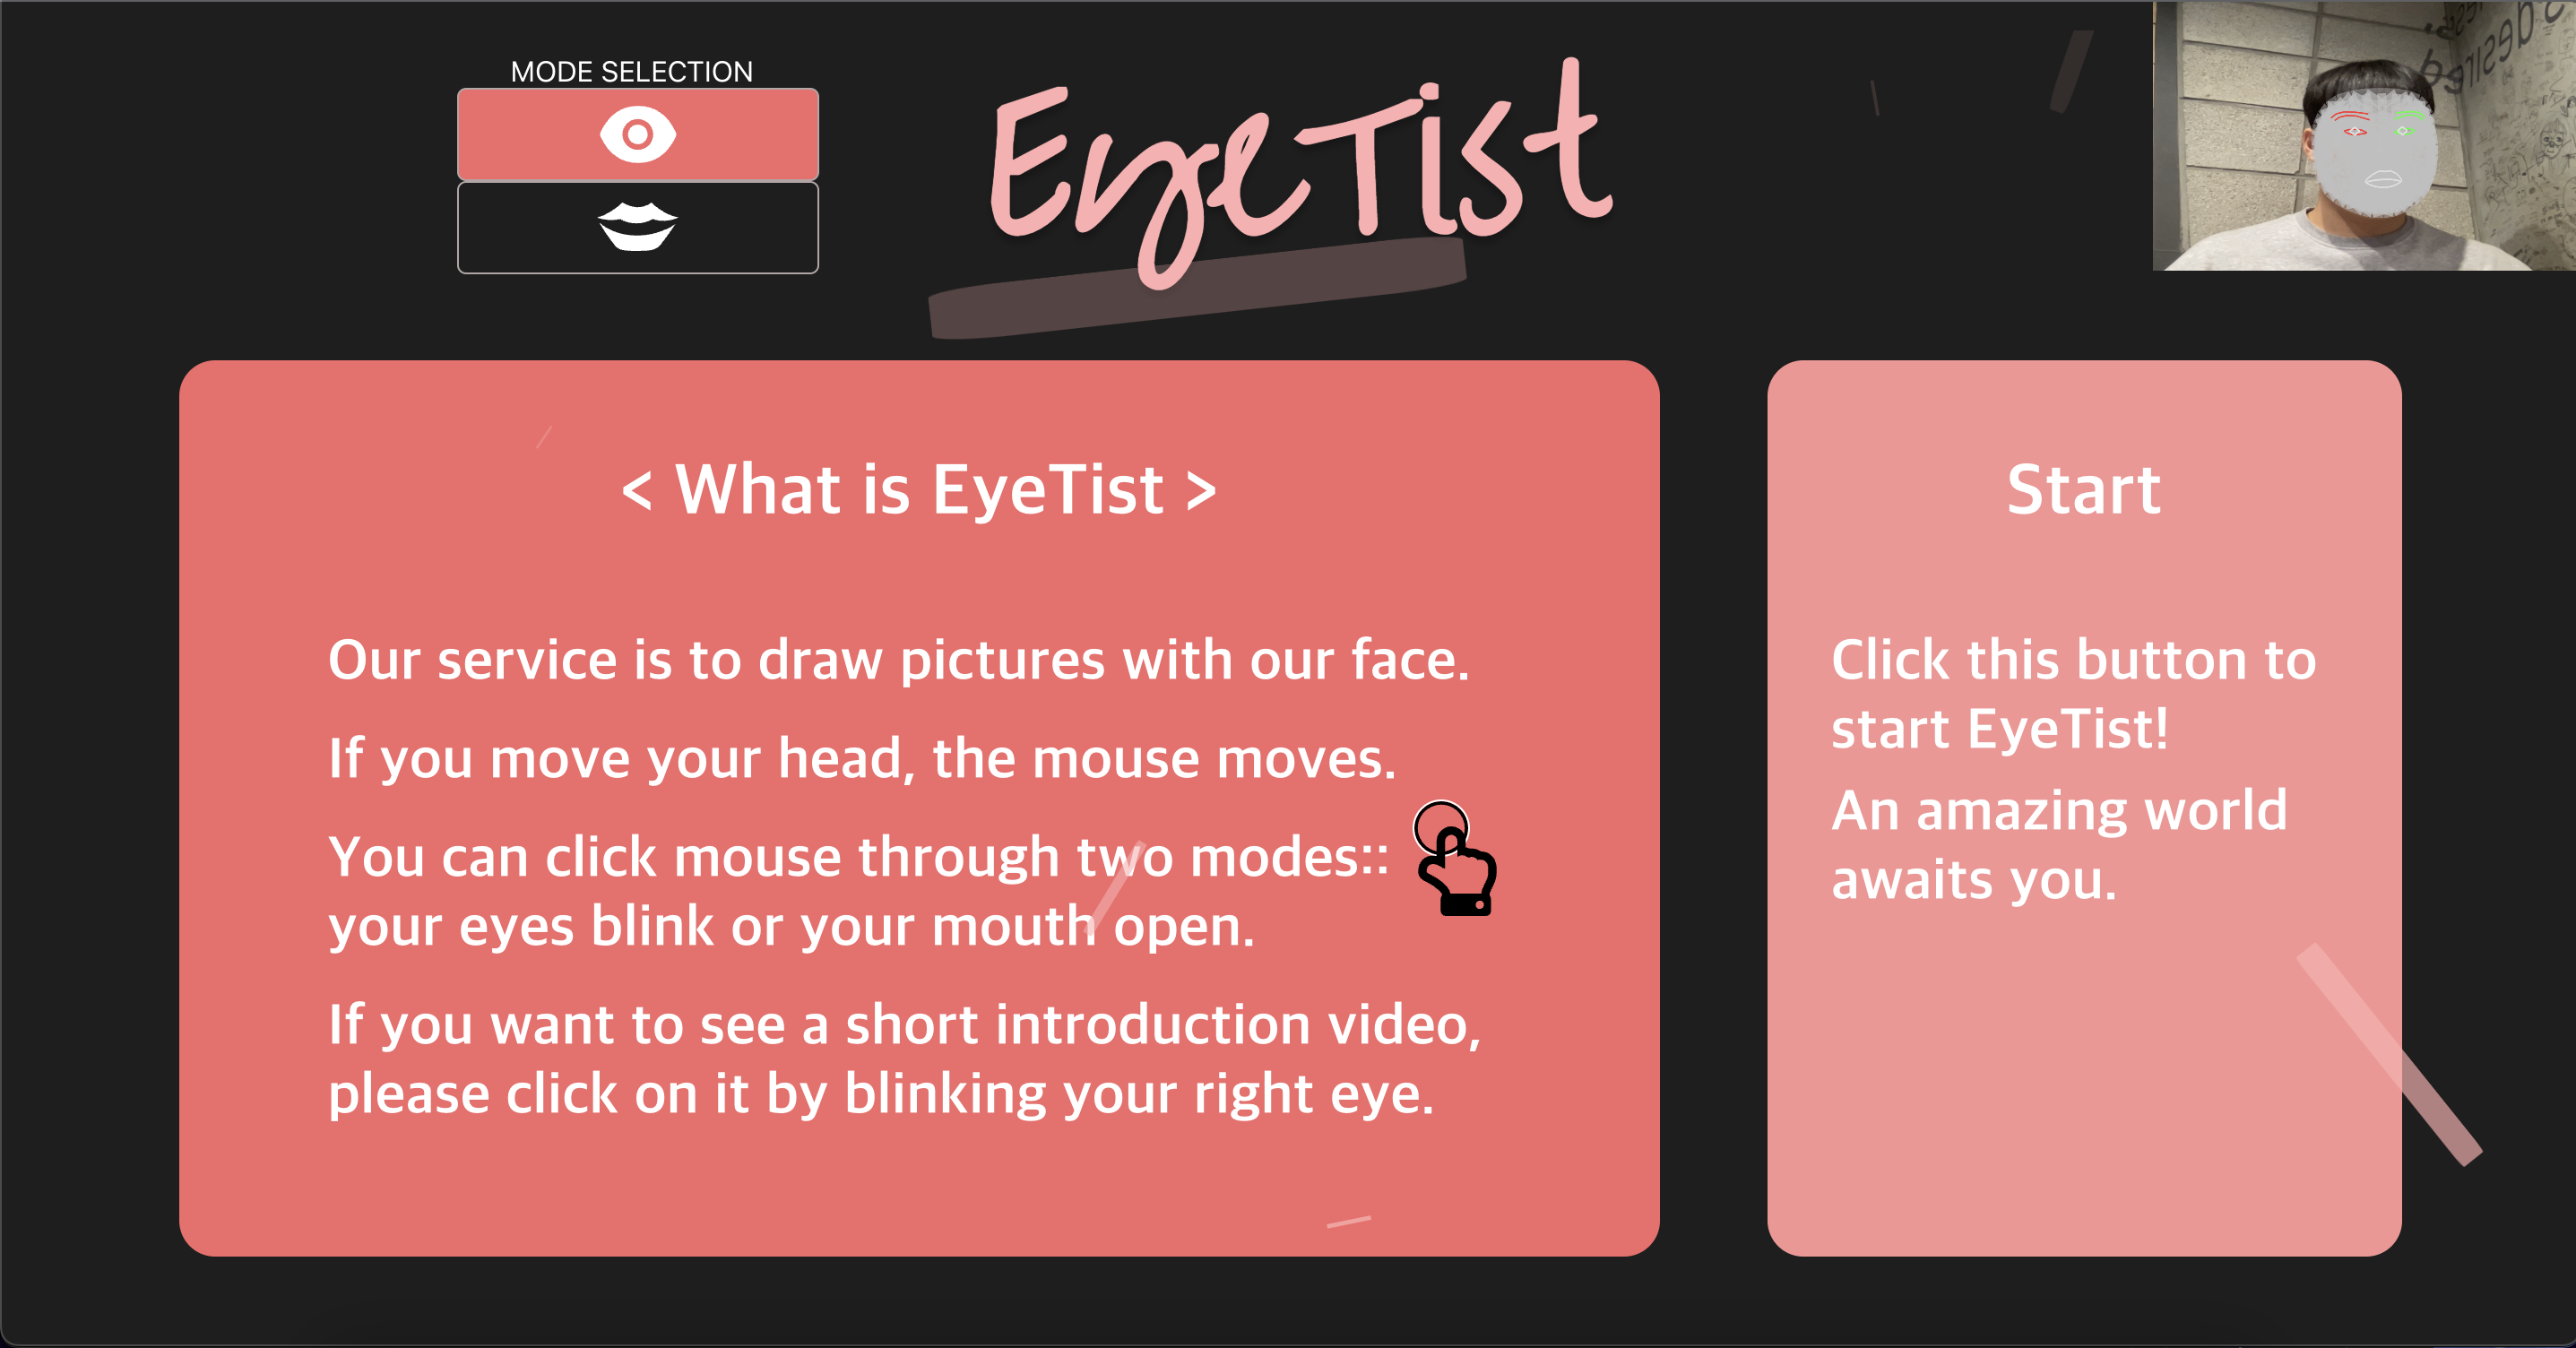 MODE SELECTION
EyeTist
< What is EyeTist >
Our service is to draw pictures with our face.
If you move your head, the mouse moves.
You can click mouse through two modes::
your eyes blink or your mouth open.
If you want to see a short introduction video,
please click on it by blinking your right eye.
Start
Click this button to
start EyeTist!
An amazing world
awaits you.
desired